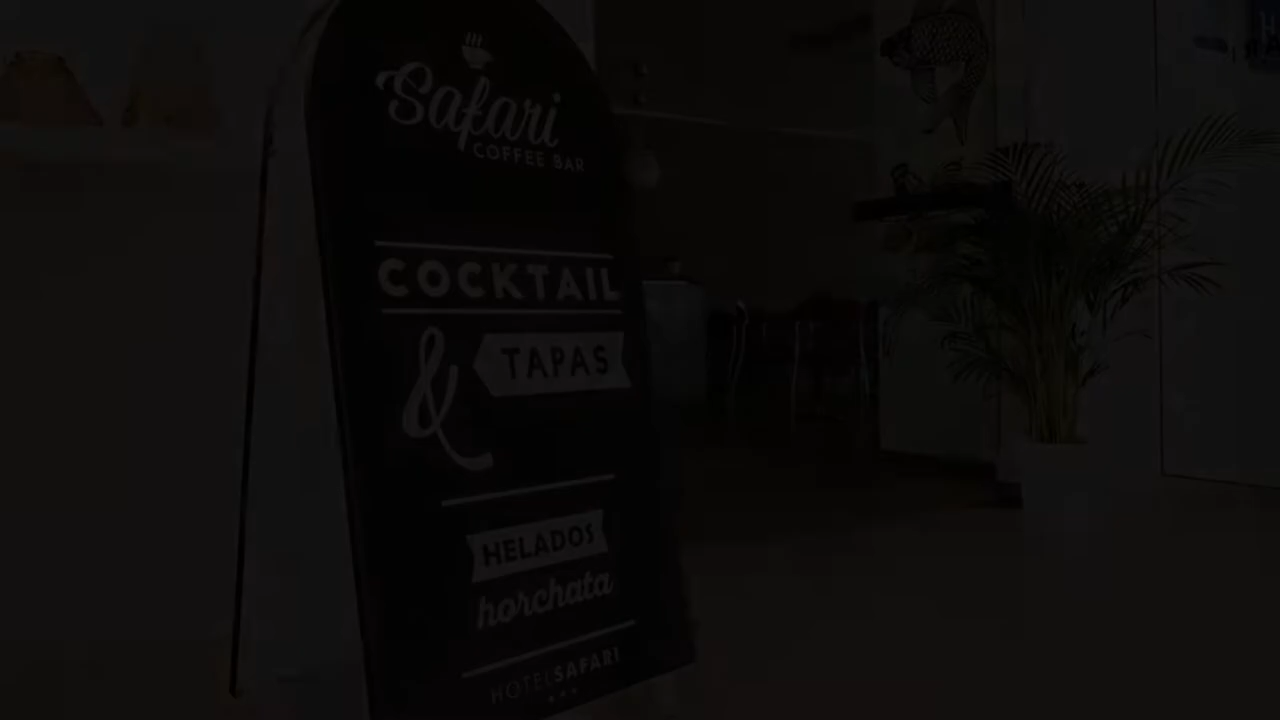 Safari
COFFEE BAR
COCKTAIL
& TAPAS
HELADOS
horchata
HOTEL SAFARI